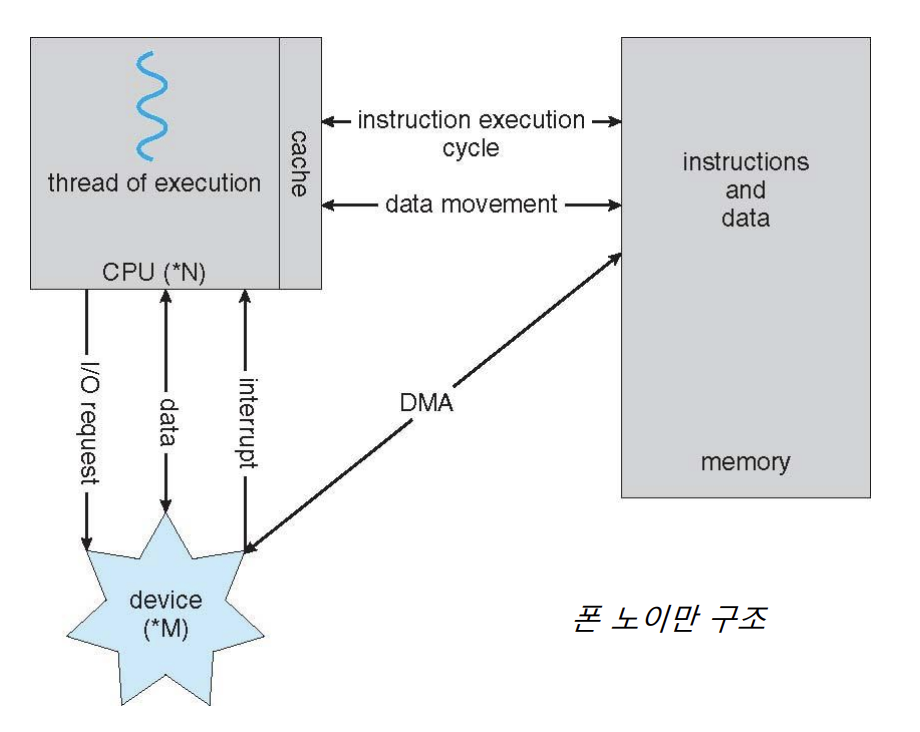 thread of execution
CPU (*N)
cache
instruction execution
cycle
data movement
instructions
and
data
memory
I/O request
data
interrupt
DMA
device
(*M)
폰 노이만 구조